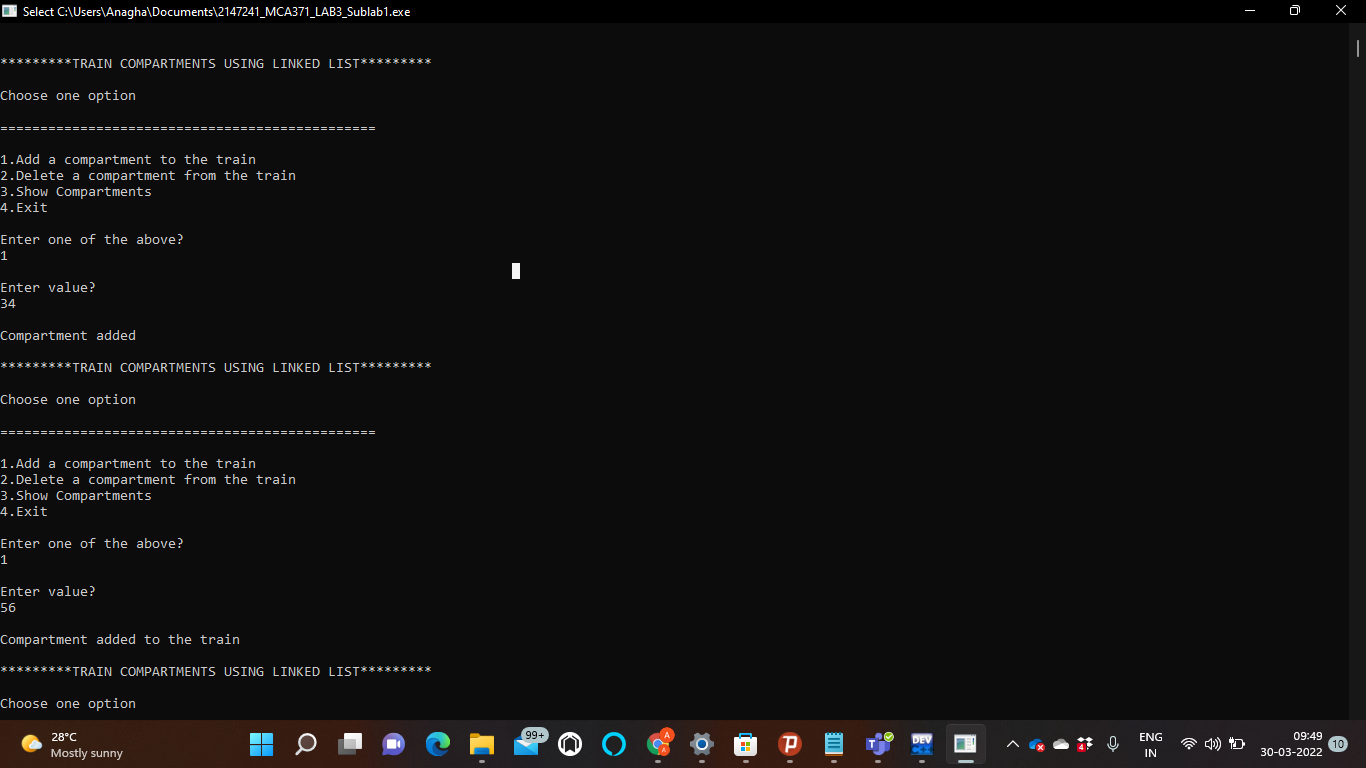 Select C:\Users\Anagha\Documents\2147241_MCA371_LAB3_Sublab1.exe
*********TRAIN COMPARTMENTS USING LINKED LIST*********
Choose one option
===============================================
1.Add a compartment to the train
2.Delete a compartment from the train
3.Show Compartments
4.Exit
Enter one of the above?
1
Enter value?
34
Compartment added
*********TRAIN COMPARTMENTS USING LINKED LIST*********
Choose one option
===============================================
1.Add a compartment to the train
2.Delete a compartment from the train
3.Show Compartments
4.Exit
Enter one of the above?
1
Enter value?
56
Compartment added to the train
*********TRAIN COMPARTMENTS USING LINKED LIST*********
Choose one option
28°C
Mostly sunny
99+
A
A
DEV
4
ENG
IN
09:49
30-03-2022
10